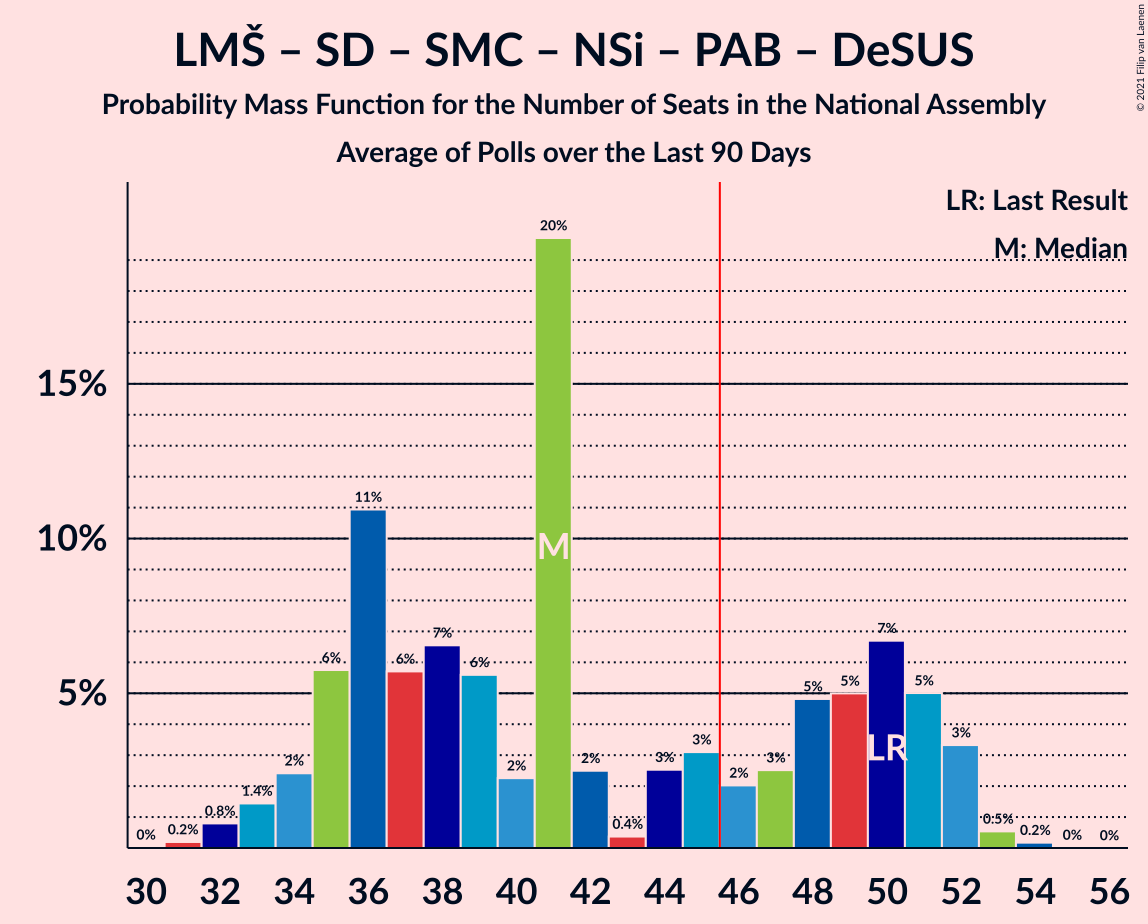 LMŠ – SD – SMC – NSi – PAB – DeSUS
Probability Mass Function for the Number of Seats in the National Assembly
Average of Polls over the Last 90 Days
© 2021 Filip van Laenen
LR: Last Result
M: Median
15%
10%
5%
0% 0.2% 0.8% 1.4% 2% 6% 11% 6% 7% 6% 2% 20% 2% 0.4% 3% 3% 2% 3% 5% 5% 7% 5% 3% 0.5% 0.2% 0% 0%
M
LR
30 32 34 36 38 40 42 44 46 48 50 52 54 56